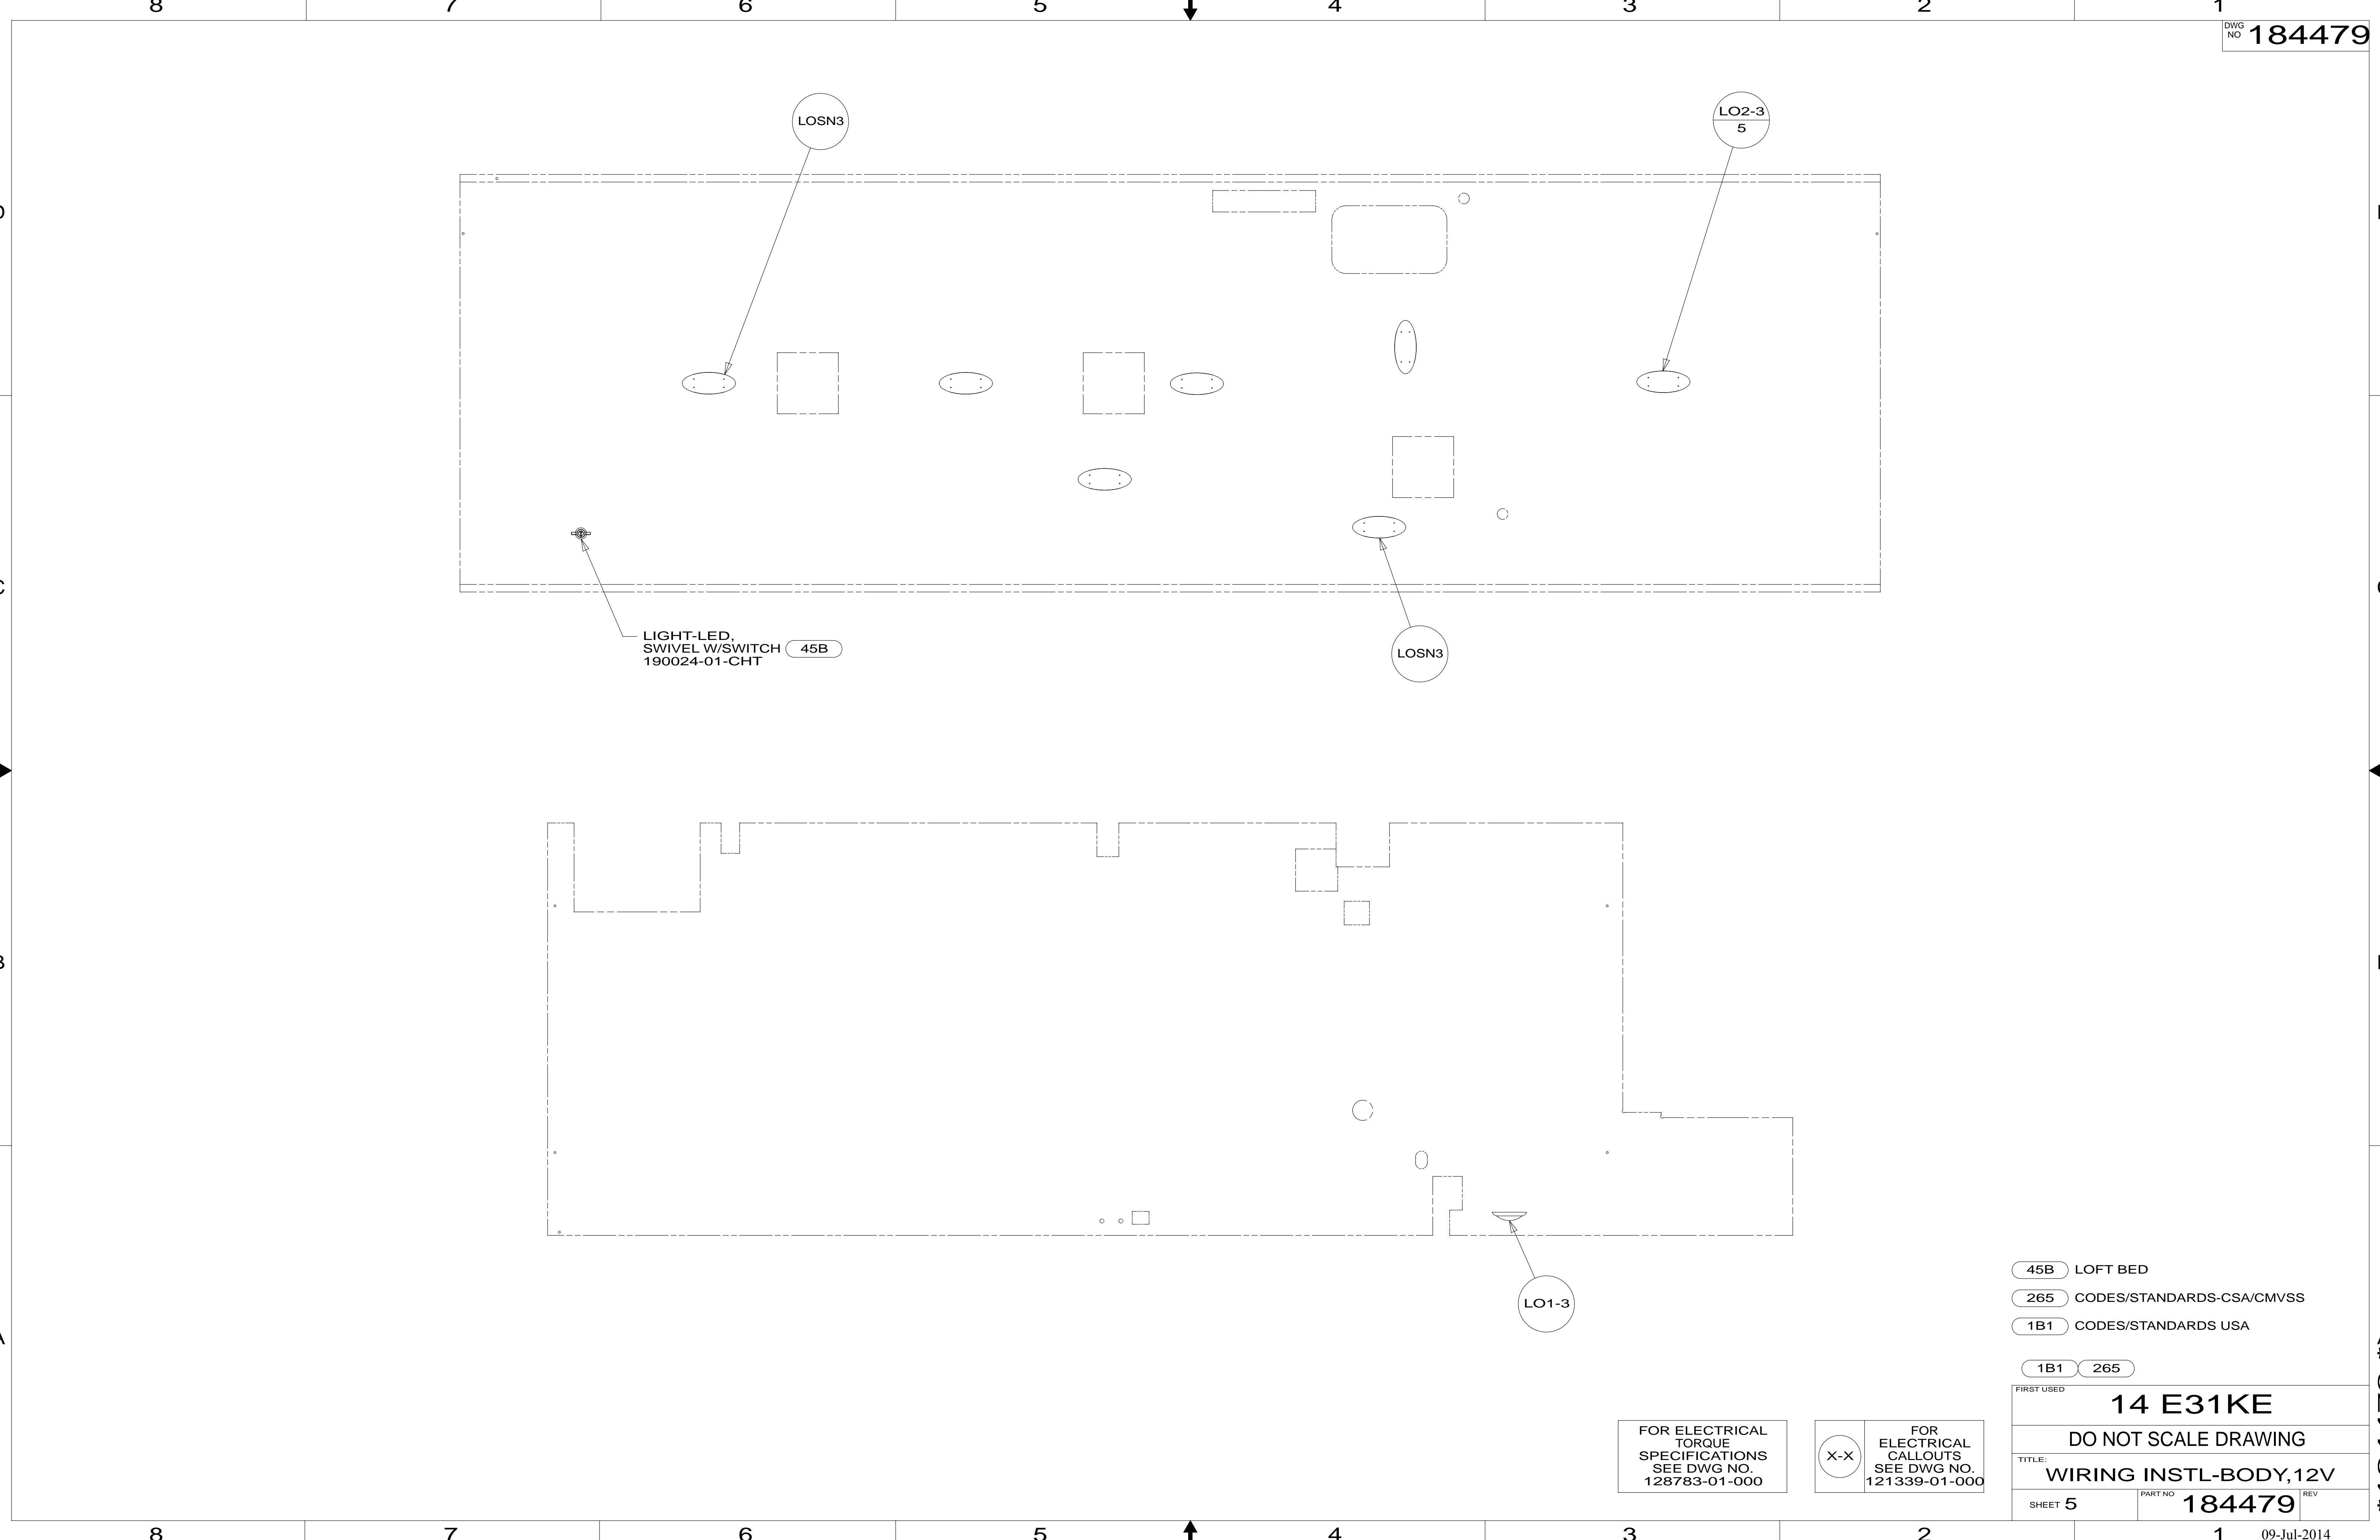 8 7 6 5 4 3 2 1
DWG NO 184479
LOSN3
LO2-3
5
LIGHT-LED,
SWIVEL W/SWITCH 45B
190024-01-CHT
LOSN3
C
B
LO1-3
45B LOFT BED
265 CODES/STANDARDS-CSA/CMVSS
1B1 CODES/STANDARDS USA
1B1 265
FIRST USED
14 E31KE
DO NOT SCALE DRAWING
TITLE:
WIRING INSTL-BODY,12V
SHEET 5
PART NO 184479
REV
FOR ELECTRICAL
TORQUE
SPECIFICATIONS
SEE DWG NO.
128783-01-000
X-X
FOR
ELECTRICAL
CALLOUTS
SEE DWG NO.
121339-01-000
8 7 6 5 4 3 2 1
09-Jul-2014